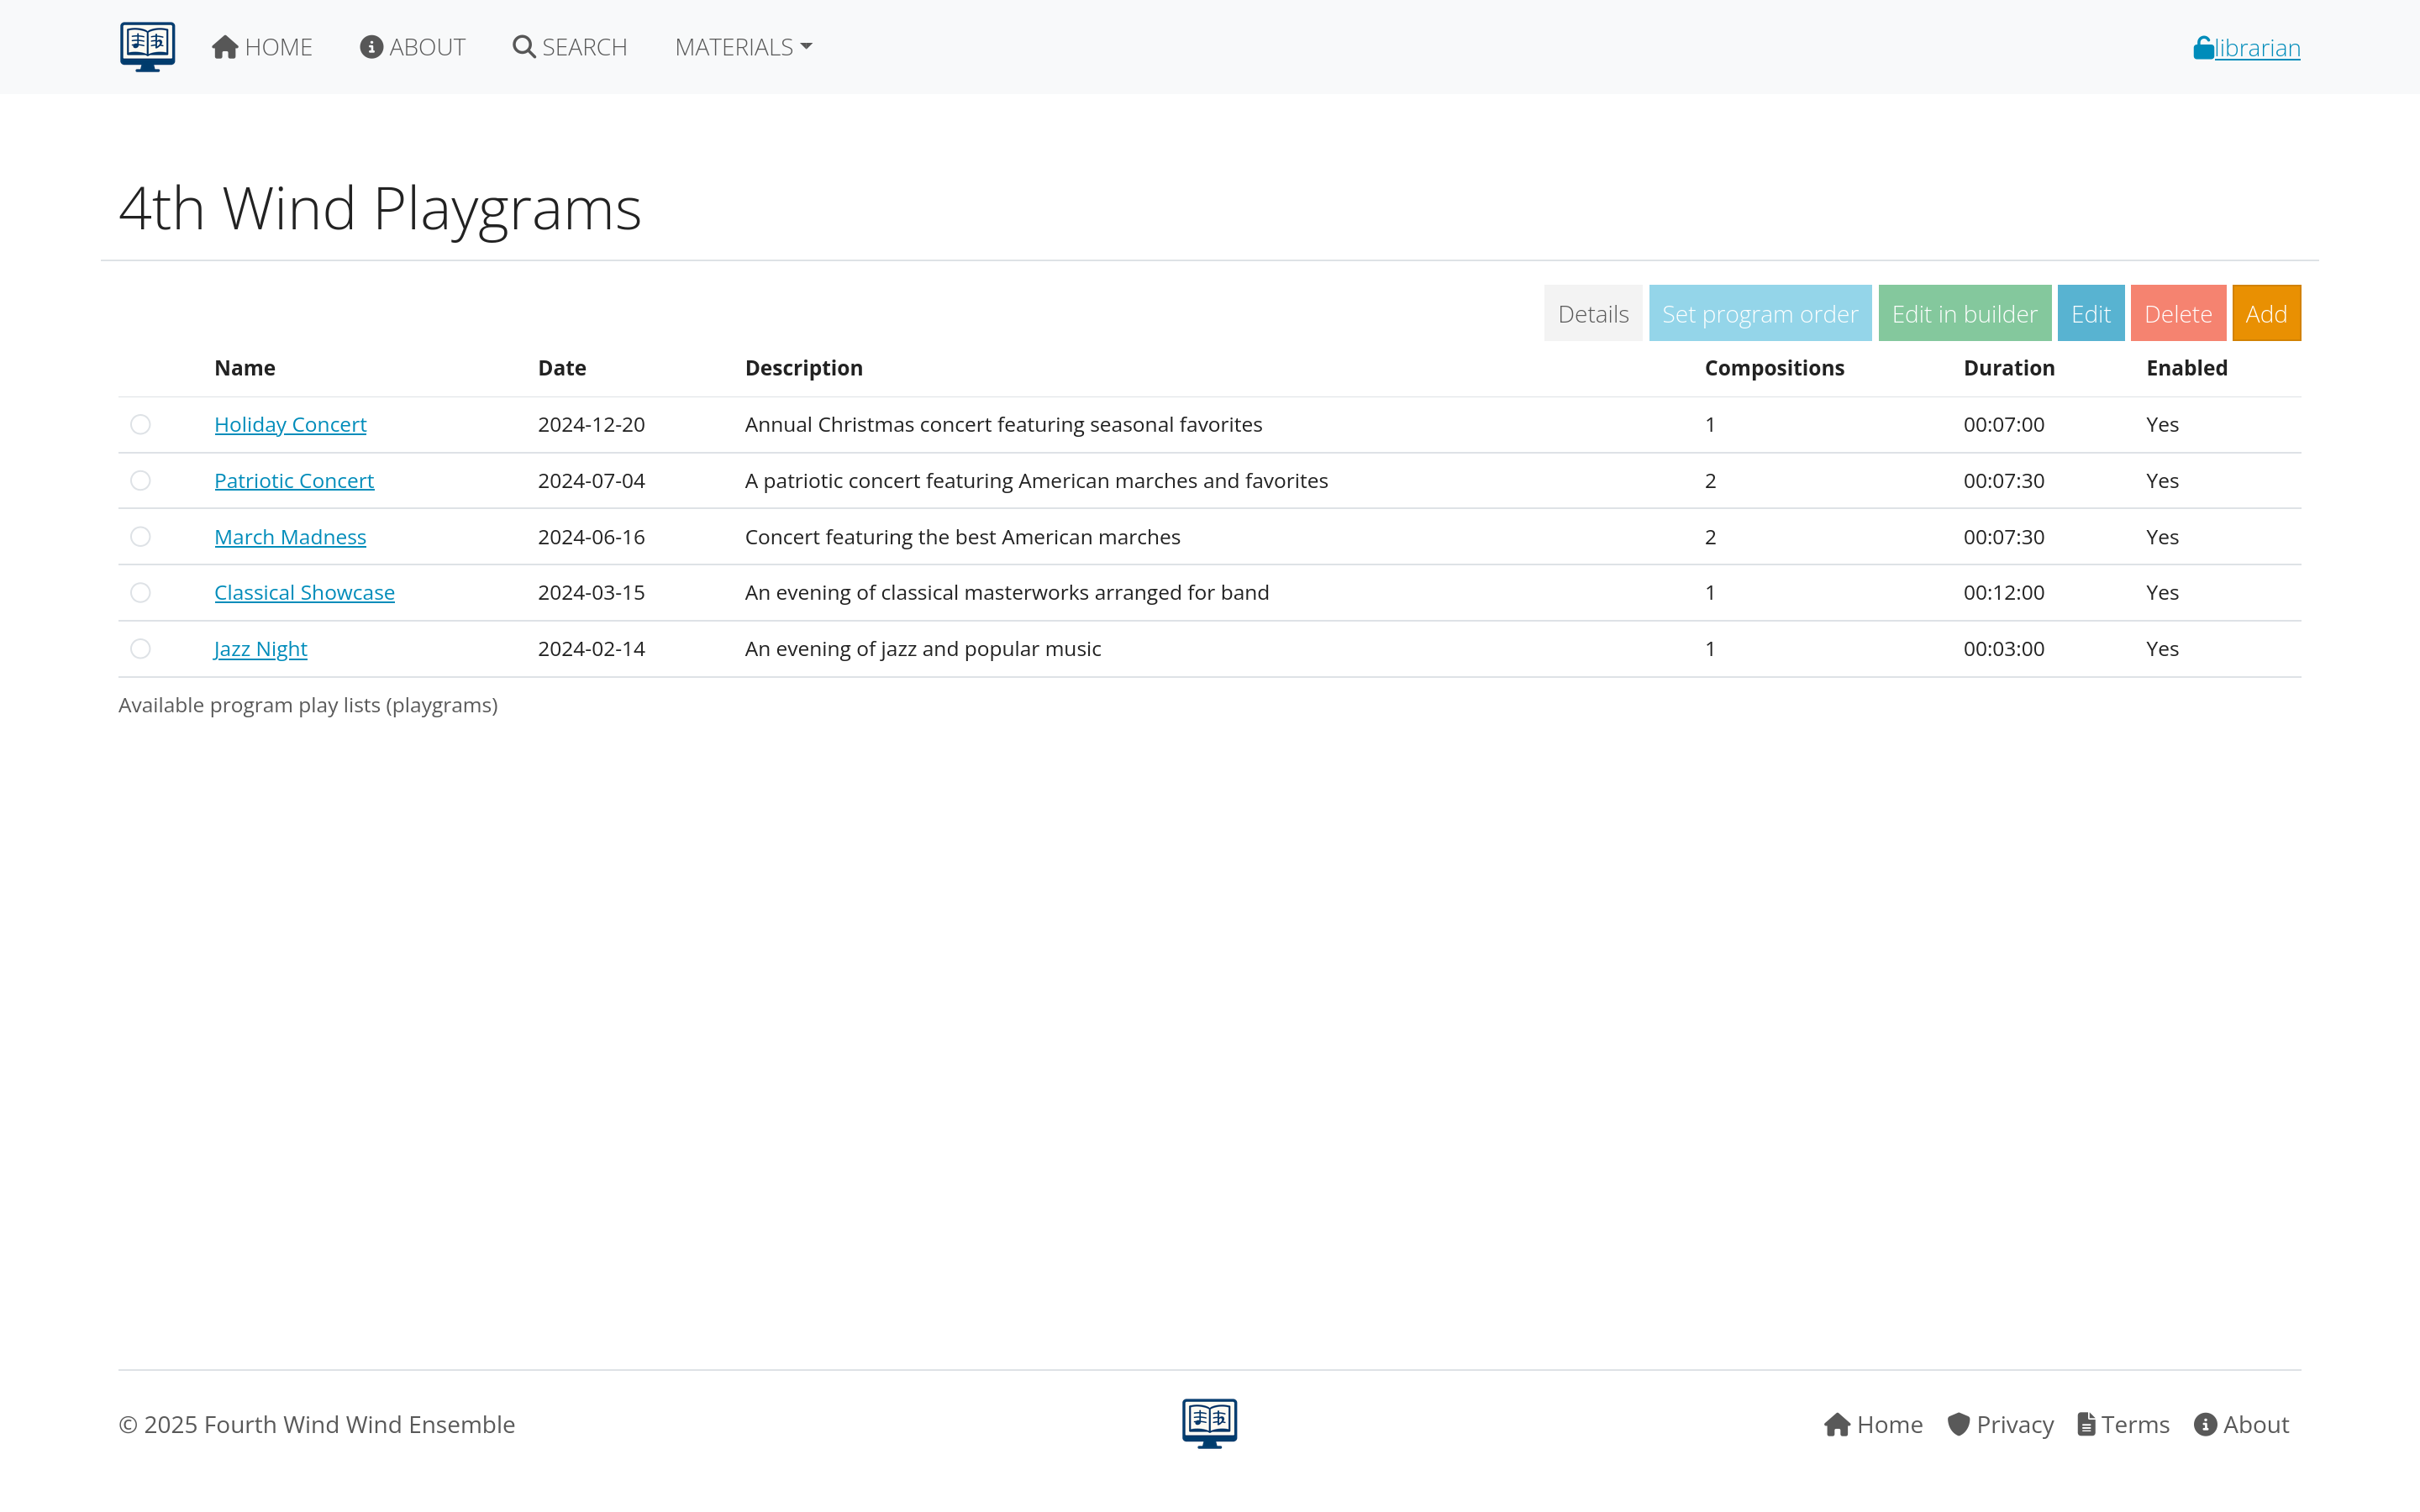 HOME ABOUT SEARCH MATERIALS librarian
4th Wind Playgrams
Details Set program order Edit in builder Edit Delete Add
Name Date Description Compositions Duration Enabled
Holiday Concert 2024-12-20 Annual Christmas concert featuring seasonal favorites 1 00:07:00 Yes
Patriotic Concert 2024-07-04 A patriotic concert featuring American marches and favorites 2 00:07:30 Yes
March Madness 2024-06-16 Concert featuring the best American marches 2 00:07:30 Yes
Classical Showcase 2024-03-15 An evening of classical masterworks arranged for band 1 00:12:00 Yes
Jazz Night 2024-02-14 An evening of jazz and popular music 1 00:03:00 Yes
Available program play lists (playgrams)
© 2025 Fourth Wind Wind Ensemble Home Privacy Terms About